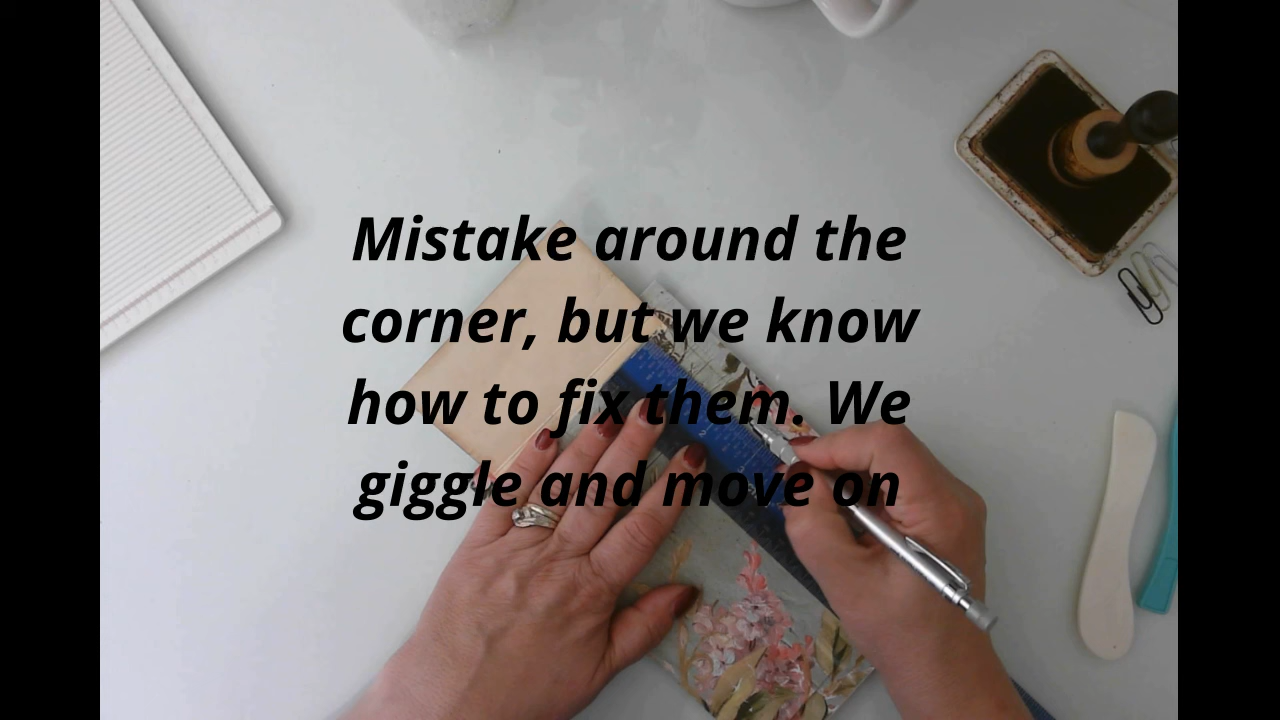 Mistake around the
corner, but we know
how to fix them. We
giggle and move on